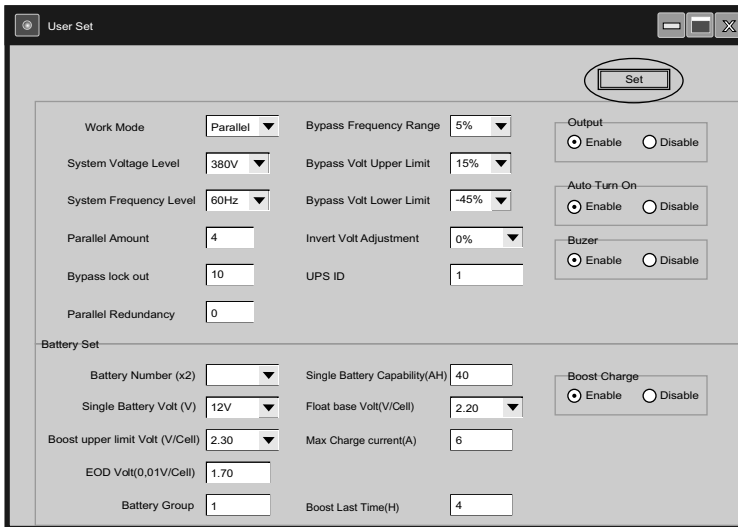 User Set
X
Set
Work Mode Parallel Bypass Frequency Range 5% Output
Enable Disable
System Voltage Level 380V Bypass Volt Upper Limit 15%
Auto Turn On
System Frequency Level 60Hz Bypass Volt Lower Limit -45% Enable Disable
Parallel Amount 4 Invert Volt Adjustment 0% Buzer
Enable Disable
Bypass lock out 10 UPS ID 1
Parallel Redundancy 0
Battery Set
Battery Number (x2) Single Battery Capability(AH) 40 Boost Charge
Enable Disable
Single Battery Volt (V) 12V Float base Volt(V/Cell) 2.20
Boost upper limit Volt (V/Cell) 2.30 Max Charge current(A) 6
EOD Volt(0,01V/Cell) 1.70
Battery Group 1 Boost Last Time(H) 4